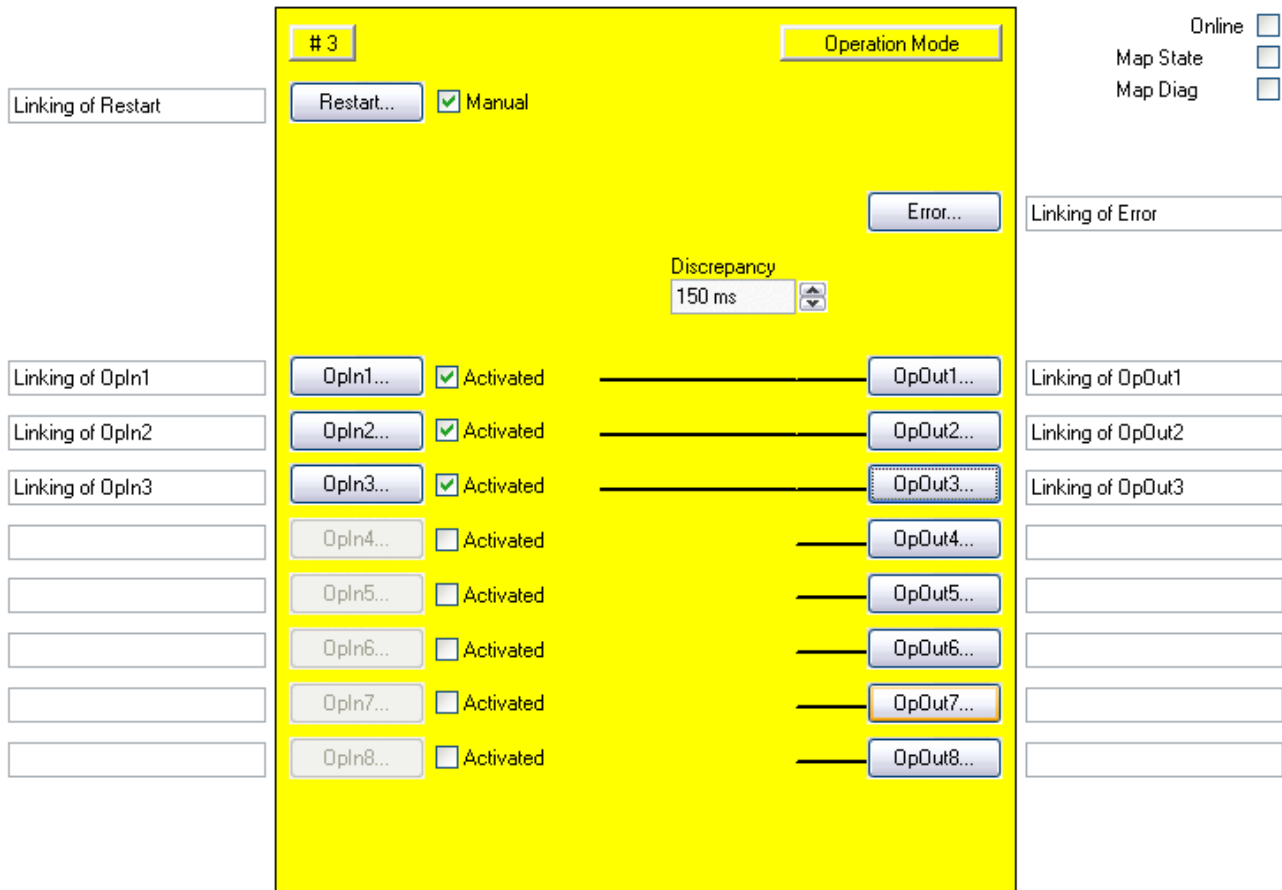 # 3 Operation Mode Online
Map State
Linking of Restart Restart... Manual Map Diag
Error... Linking of Error
Discrepancy
150 ms
Linking of OpIn1 OpIn1... Activated OpOut1... Linking of OpOut1
Linking of OpIn2 OpIn2... Activated OpOut2... Linking of OpOut2
Linking of OpIn3 OpIn3... Activated OpOut3... Linking of OpOut3
OpIn4... Activated OpOut4...
OpIn5... Activated OpOut5...
OpIn6... Activated OpOut6...
OpIn7... Activated OpOut7...
OpIn8... Activated OpOut8...